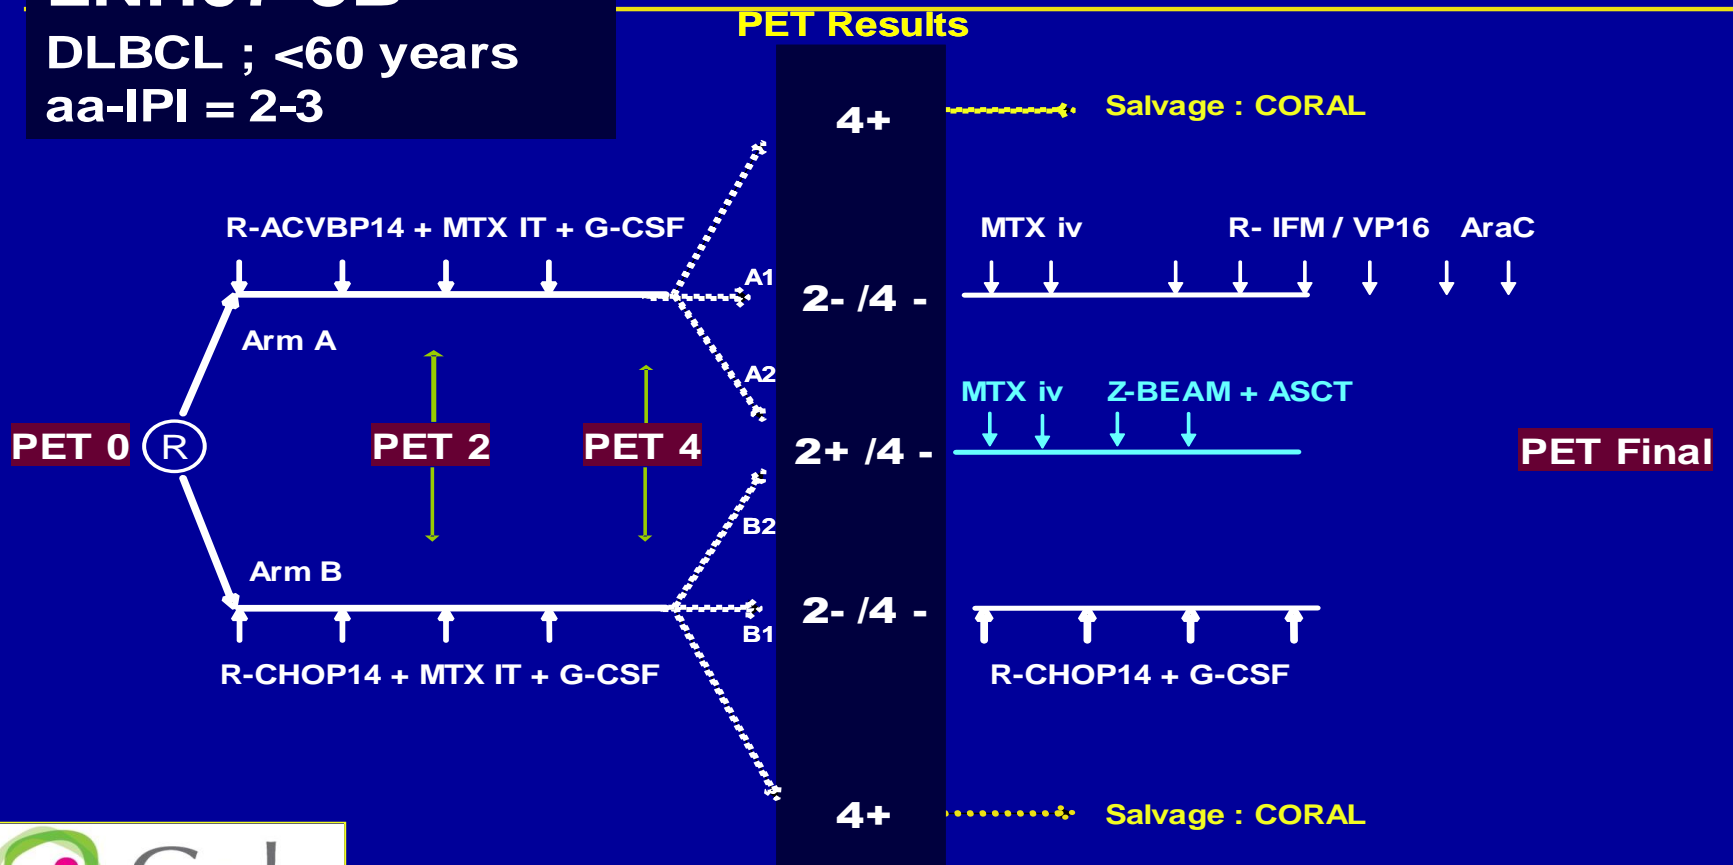 PET Results
DLBCL ; <60 years
aa-IPI = 2-3
4+
Salvage : CORAL
R-ACVBP14 + MTX IT + G-CSF
MTX iv
R- IFM / VP16
AraC
A1
2- /4 -
Arm A
A2
MTX iv
Z-BEAM + ASCT
PET 0
R
PET 2
PET 4
2+ /4 -
PET Final
B2
Arm B
2- /4 -
B1
R-CHOP14 + MTX IT + G-CSF
R-CHOP14 + G-CSF
4+
Salvage : CORAL